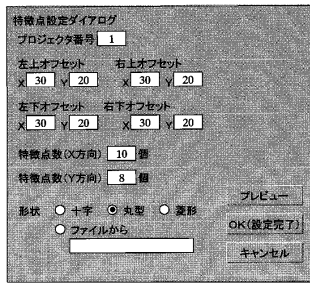 特徴点設定ダイアログ
プロジェクタ番号 1
左上オフセット 右上オフセット
X 30 Y 20 X 30 Y 20
左下オフセット 右下オフセット
X 30 Y 20 X 30 Y 20
特徴点数(X方向) 10 個
特徴点数(Y方向) 8 個
形状 十字 丸型 菱形
ファイルから
プレビュー
OK(設定完了)
キャンセル